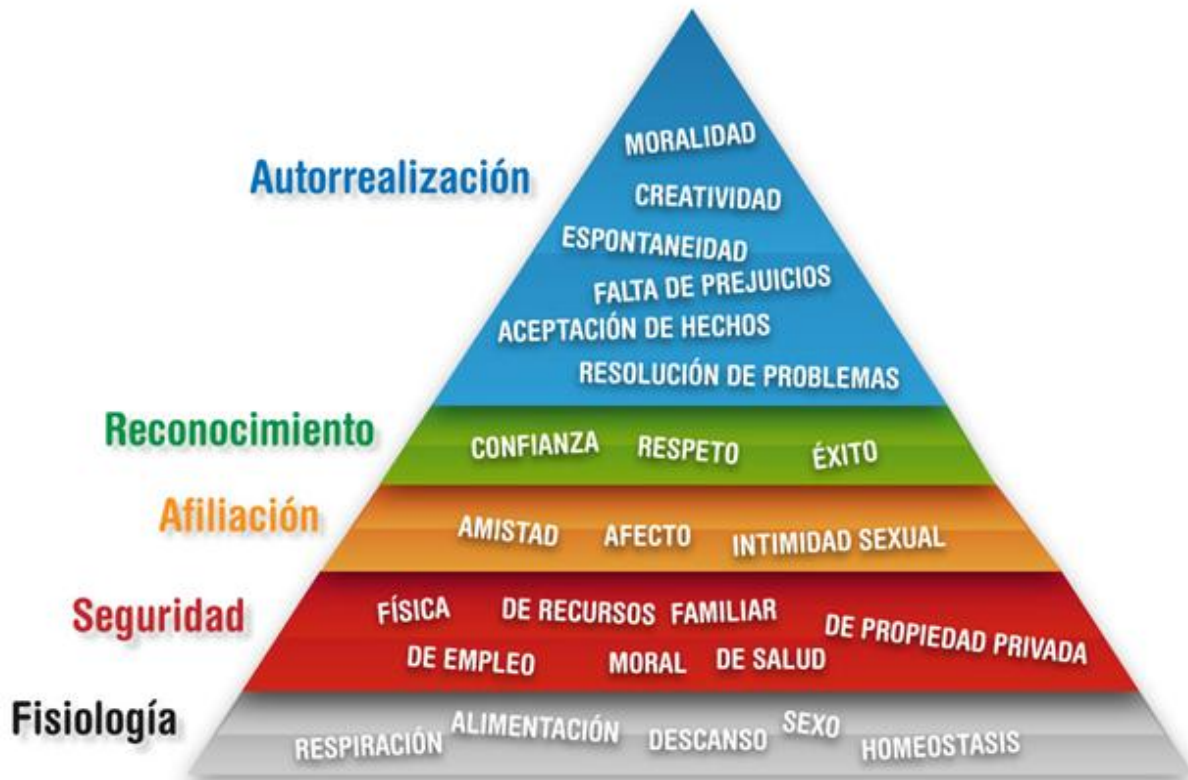 Autorrealización
MORALIDAD
CREATIVIDAD
ESPONTANEIDAD
FALTA DE PREJUICIOS
ACEPTACIÓN DE HECHOS
RESOLUCIÓN DE PROBLEMAS
Reconocimiento
CONFIANZA RESPETO ÉXITO
Afiliación
AMISTAD AFECTO INTIMIDAD SEXUAL
Seguridad
FÍSICA DE RECURSOS FAMILIAR DE PROPIEDAD PRIVADA
DE EMPLEO MORAL DE SALUD
Fisiología
RESPIRACIÓN ALIMENTACIÓN DESCANSO SEXO HOMEOSTASIS